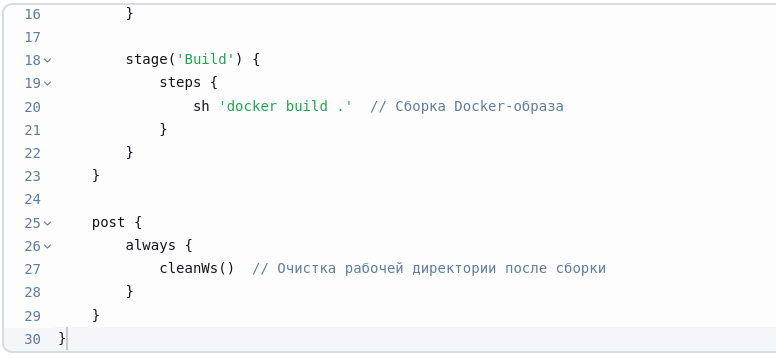 16        }
17
18        stage('Build') {
19            steps {
20                sh 'docker build .'  // Сборка Docker-образа
21            }
22        }
23    }
24
25    post {
26        always {
27            cleanWs()  // Очистка рабочей директории после сборки
28        }
29    }
30}